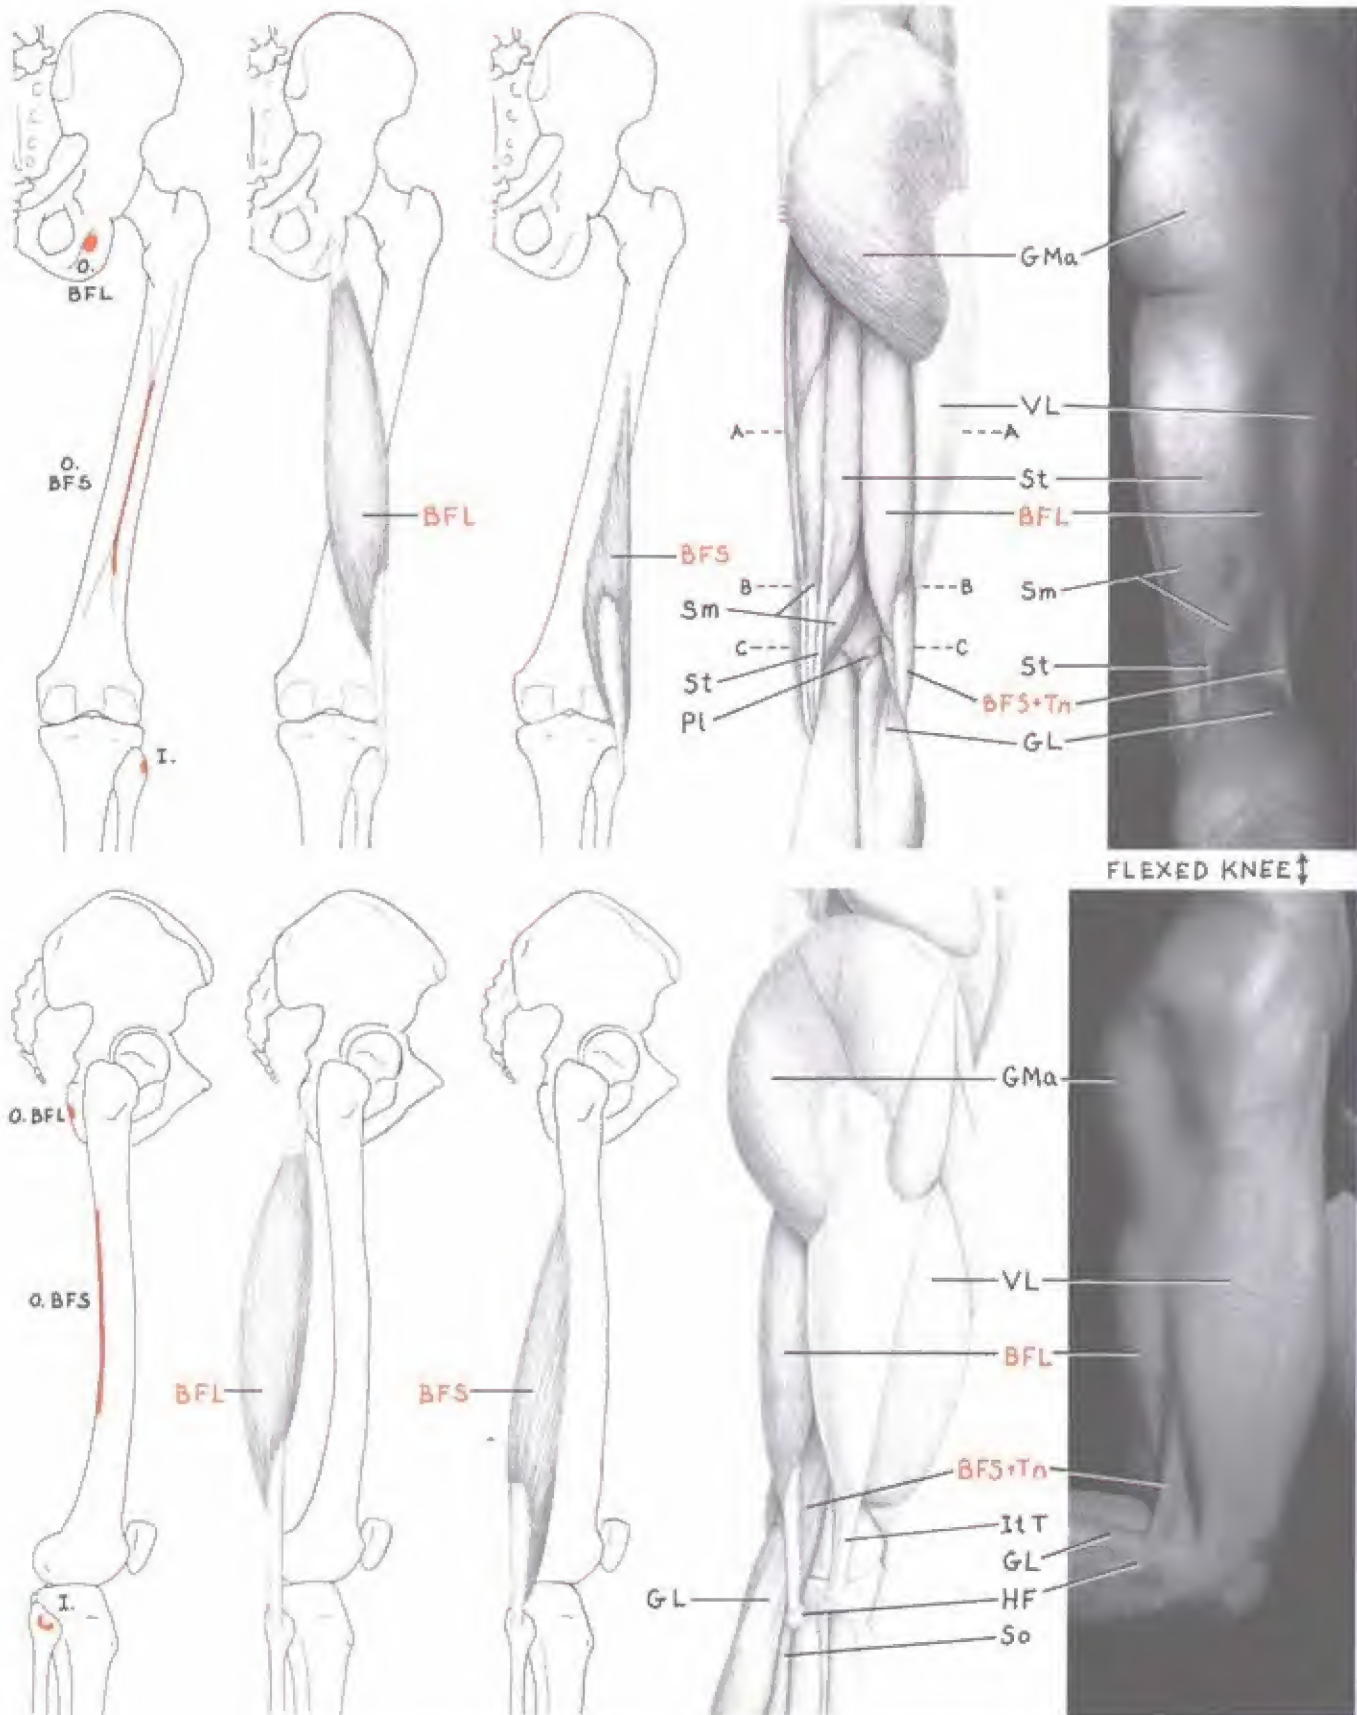 O.
BFL
O.
BFS
I.
BFL
BFS
GMa
VL
A
A
St
BFL
B
B
Sm
Sm
C
C
St
St
BFS+Tn
Pl
GL
FLEXED KNEE↕
O. BFL
O. BFS
I.
BFL
BFS
GMa
VL
BFL
BFS+Tn
ItT
GL
GL
HF
So